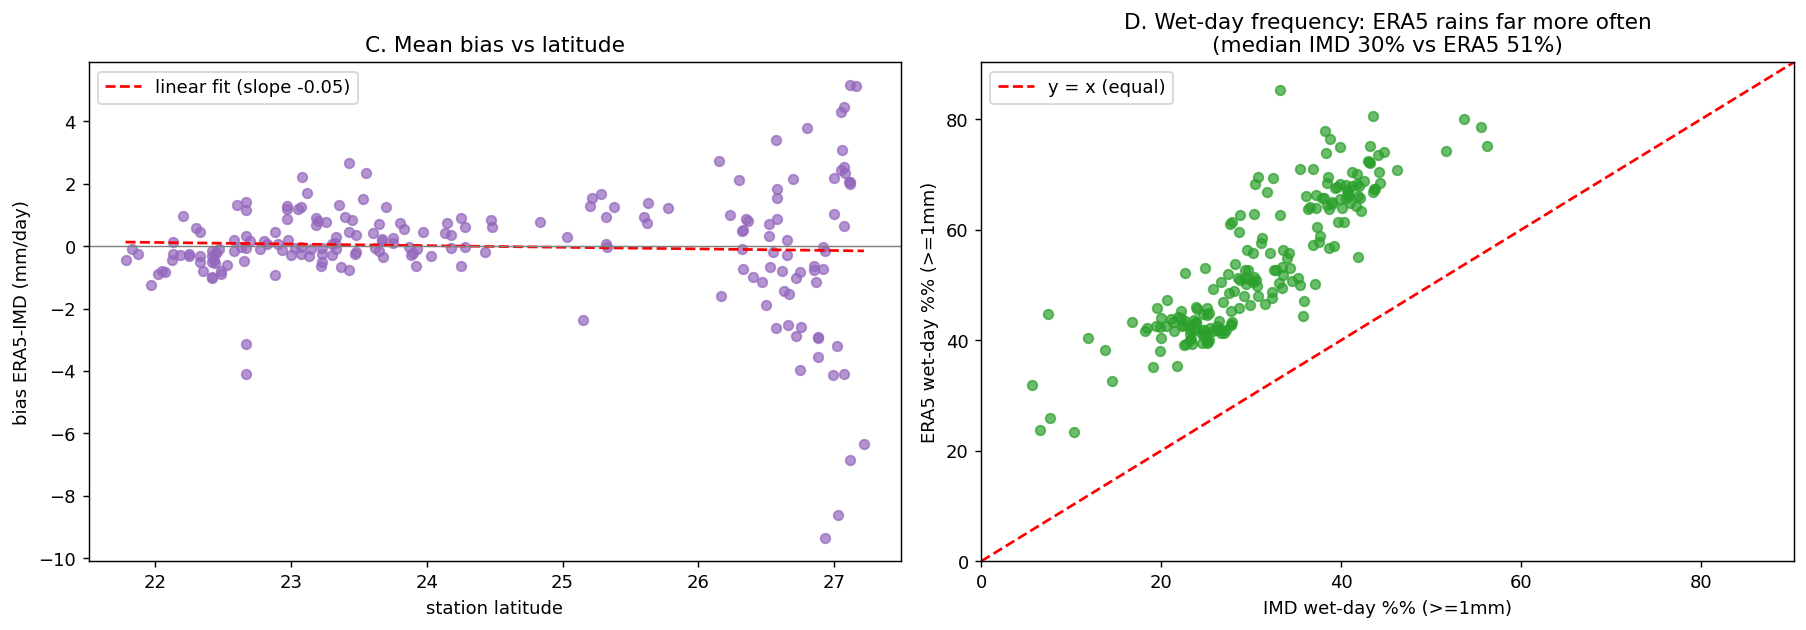 C. Mean bias vs latitude
linear fit (slope -0.05)
bias ERA5-IMD (mm/day)
4
2
0
−2
−4
−6
−8
−10
22
23
24
25
26
27
station latitude
D. Wet-day frequency: ERA5 rains far more often
(median IMD 30% vs ERA5 51%)
y = x (equal)
ERA5 wet-day %% (>=1mm)
80
60
40
20
0
0
20
40
60
80
IMD wet-day %% (>=1mm)